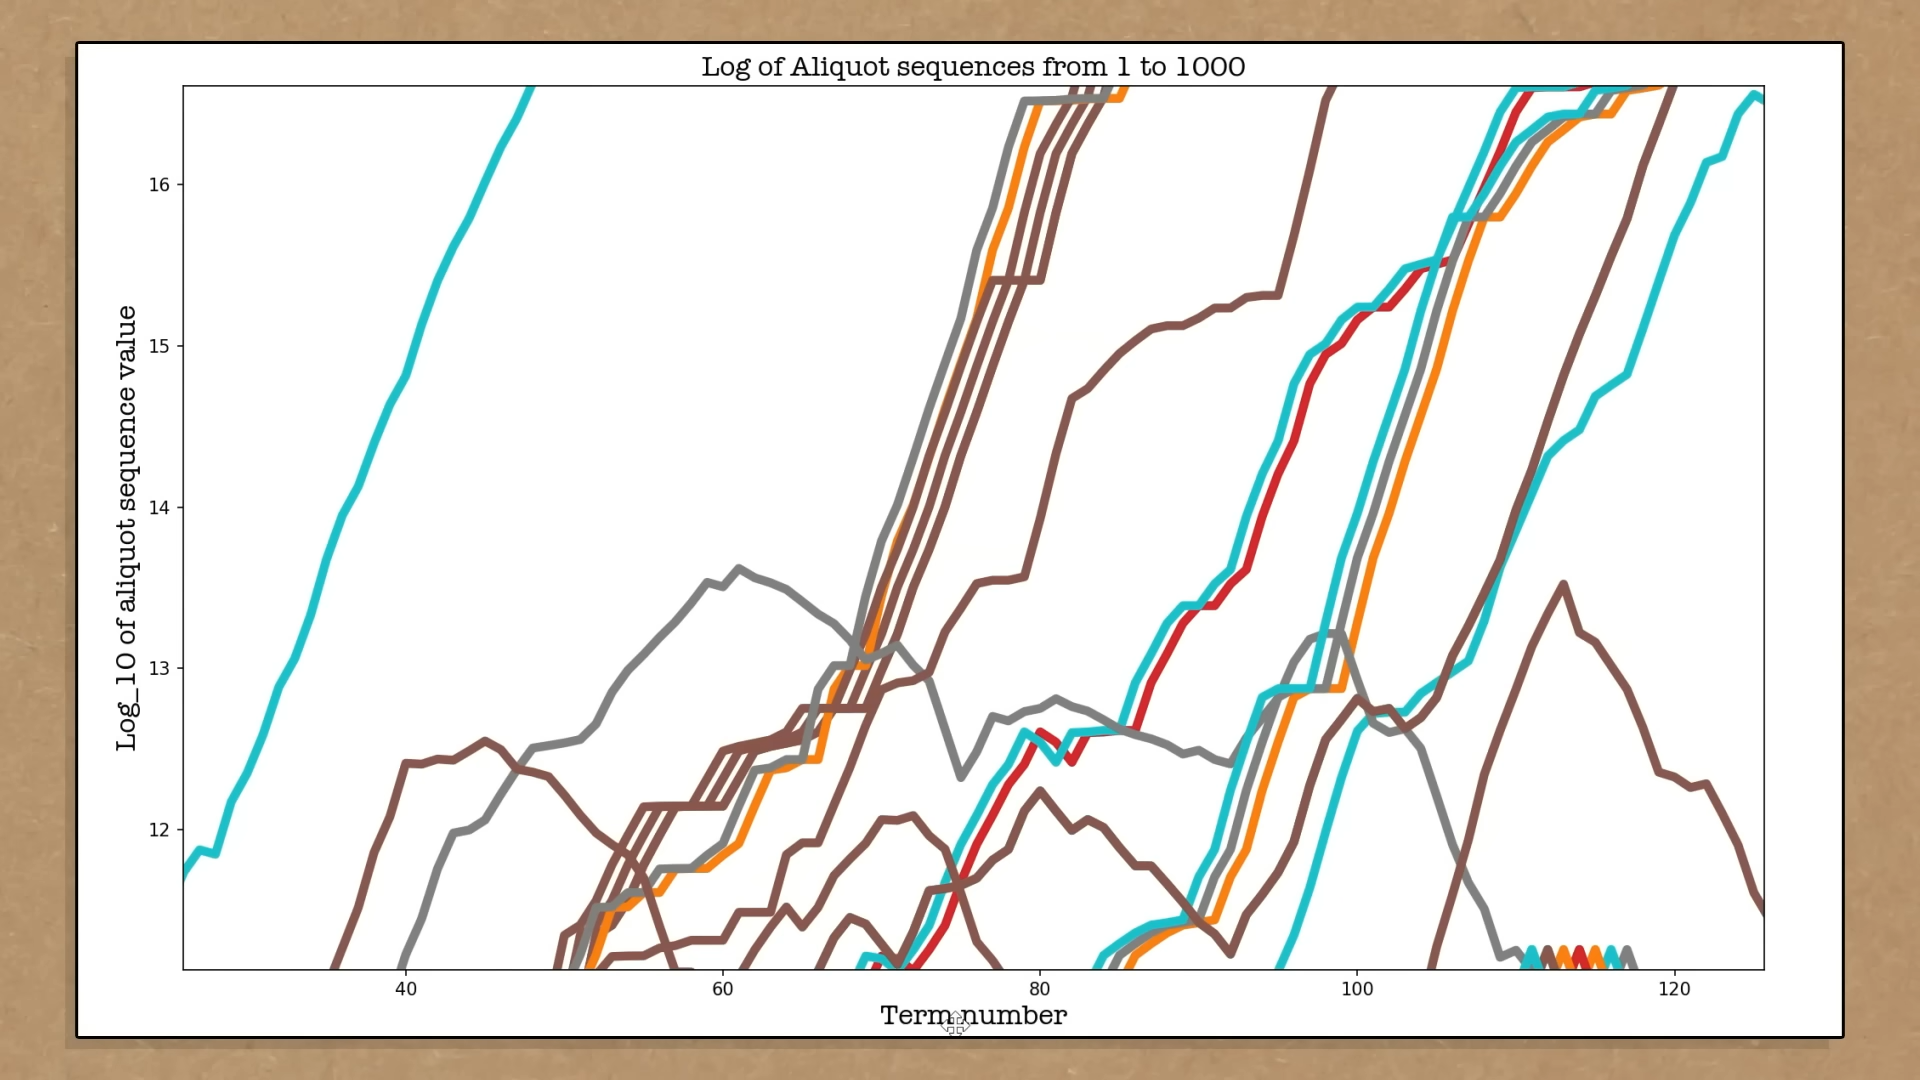 Log of Aliquot sequences from 1 to 1000
Log_10 of aliquot sequence value
16
15
14
13
12
40 60 80 100 120
Term number